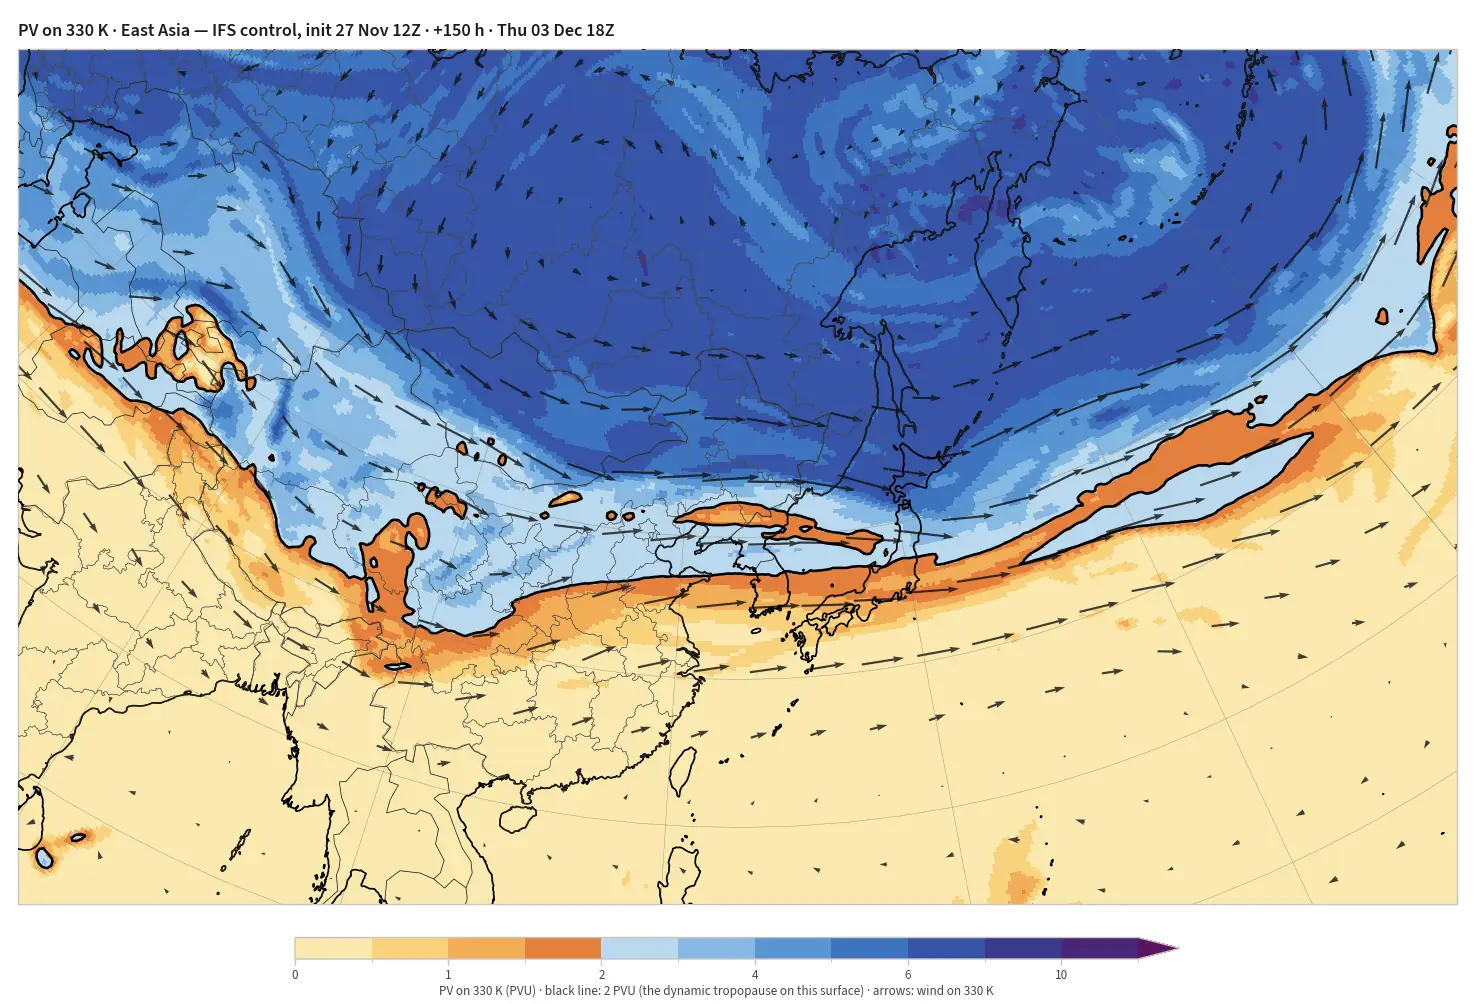 PV on 330 K · East Asia — IFS control, init 27 Nov 12Z · +150 h · Thu 03 Dec 18Z
0 1 2 4 6 10
PV on 330 K (PVU) · black line: 2 PVU (the dynamic tropopause on this surface) · arrows: wind on 330 K